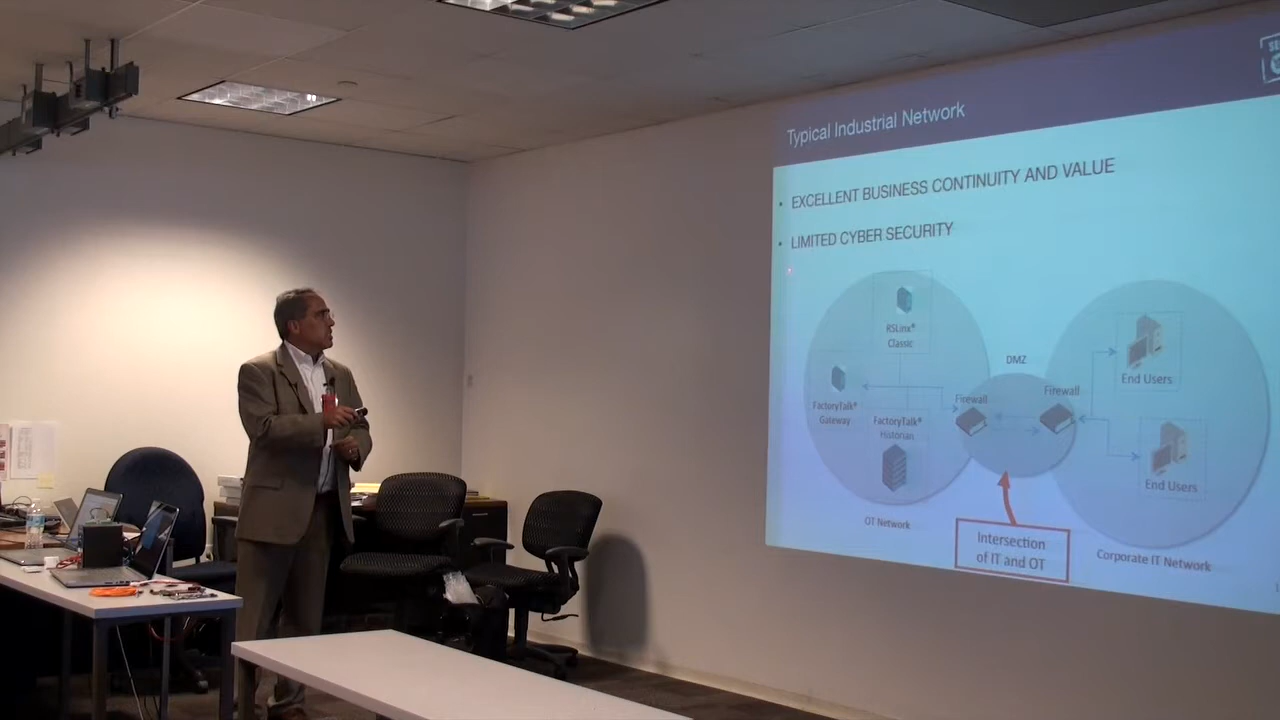 Typical Industrial Network
• EXCELLENT BUSINESS CONTINUITY AND VALUE
• LIMITED CYBER SECURITY
RSLinx®
Classic
DMZ
End Users
Firewall
Firewall
FactoryTalk®
Gateway
FactoryTalk®
Historian
End Users
OT Network
Intersection
of IT and OT
Corporate IT Network